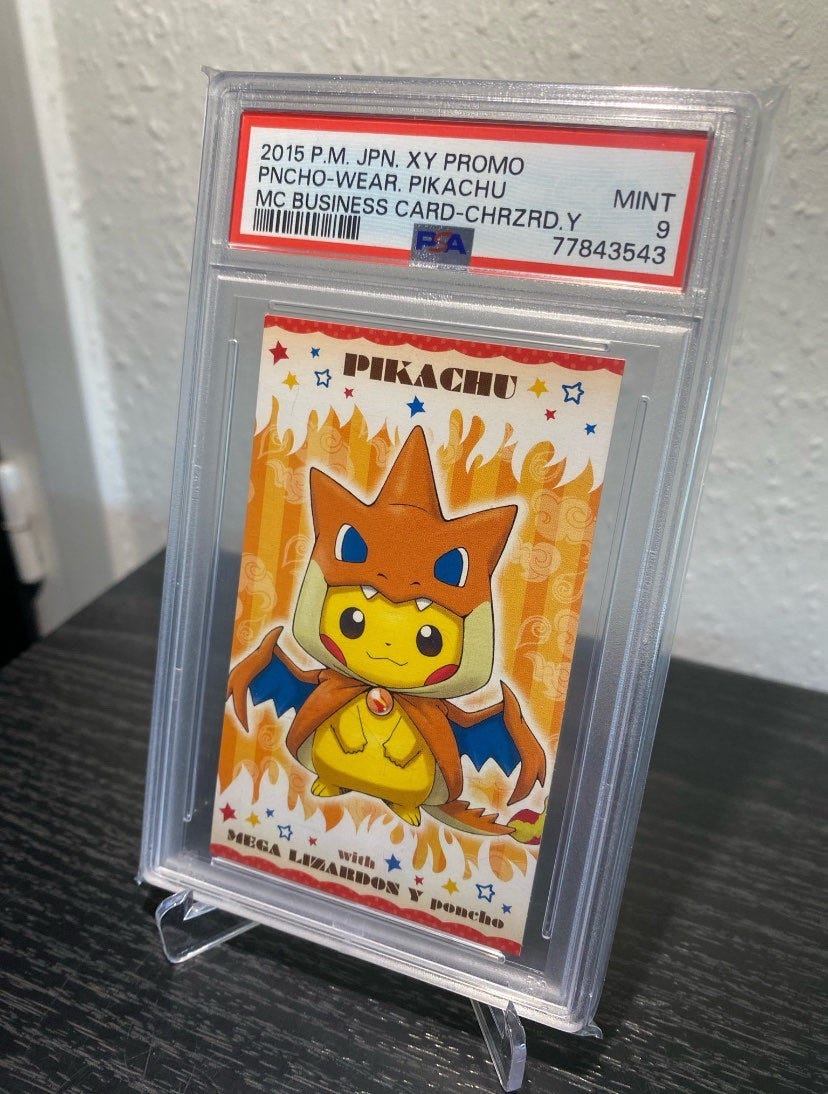 2015 P.M. JPN. XY PROMO
PNCHO-WEAR. PIKACHU MINT
MC BUSINESS CARD-CHRZRD.Y 9
PSA 77843543
PIKACHU
with
MEGA LIZARDON Y poncho